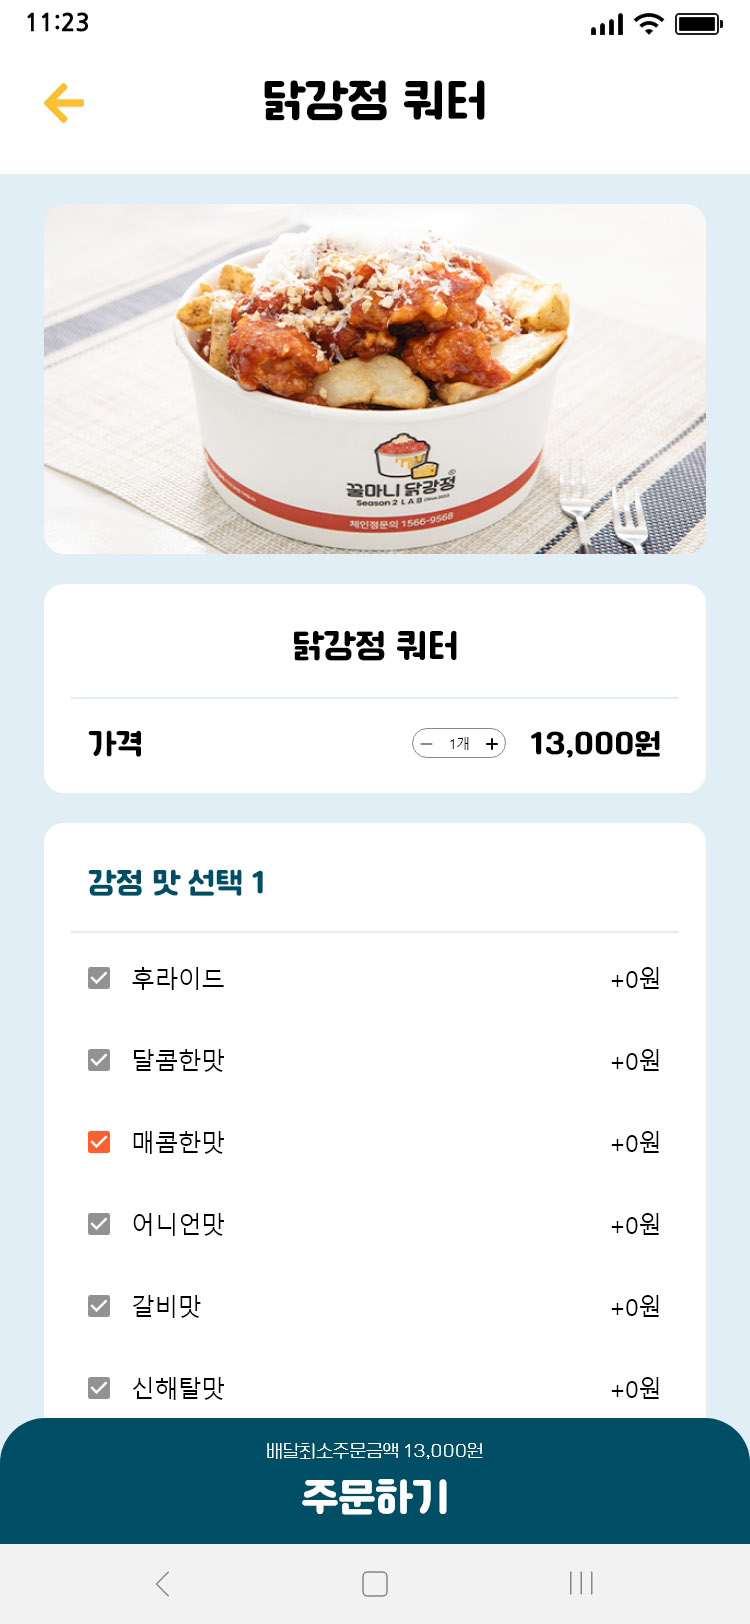 11:23
닭강정 쿼터
꿀마니 닭강정
Season 2 LAB
체인점문의 1566-9568
닭강정 쿼터
가격 1개 13,000원
강정 맛 선택 1
후라이드 +0원
달콤한맛 +0원
매콤한맛 +0원
어니언맛 +0원
갈비맛 +0원
신해탈맛 +0원
배달최소주문금액 13,000원
주문하기